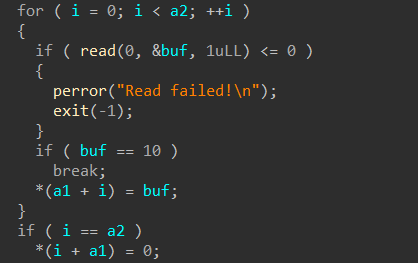 for ( i = 0; i < a2; ++i )
{
  if ( read(0, &buf, 1uLL) <= 0 )
  {
    perror("Read failed!\n");
    exit(-1);
  }
  if ( buf == 10 )
    break;
  *(a1 + i) = buf;
}
if ( i == a2 )
  *(i + a1) = 0;